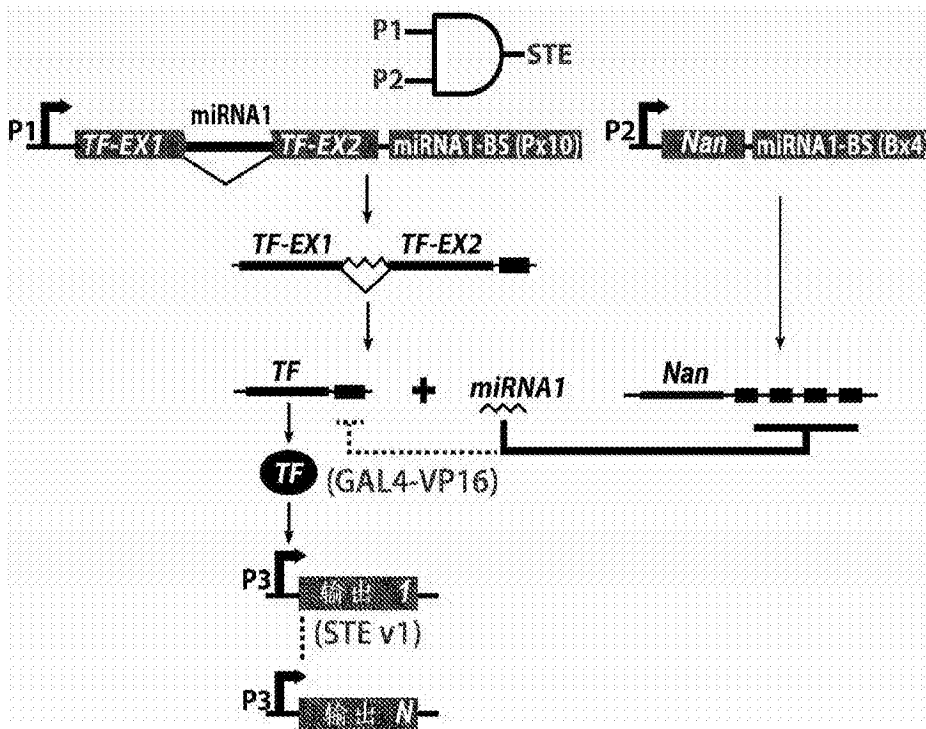 P1
P2
STE
P1
miRNA1
TF-EX1
TF-EX2
miRNA1-BS (Px10)
P2
Nan
miRNA1-BS (Bx4
TF-EX1
TF-EX2
TF
+
miRNA1
Nan
TF
(GAL4-VP16)
P3
輸出 1
(STE v1)
P3
輸出 N